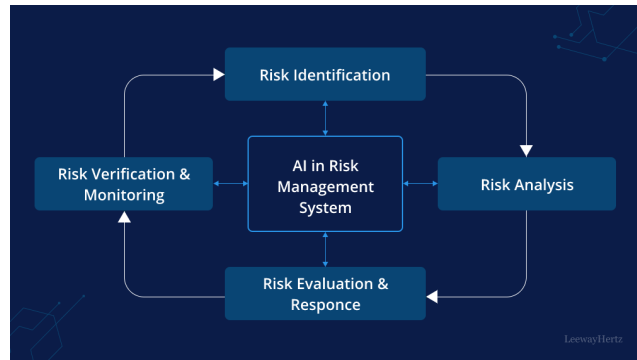 Risk Identification
Risk Verification &
Monitoring
AI in Risk
Management
System
Risk Analysis
Risk Evaluation &
Responce
LeewayHertz